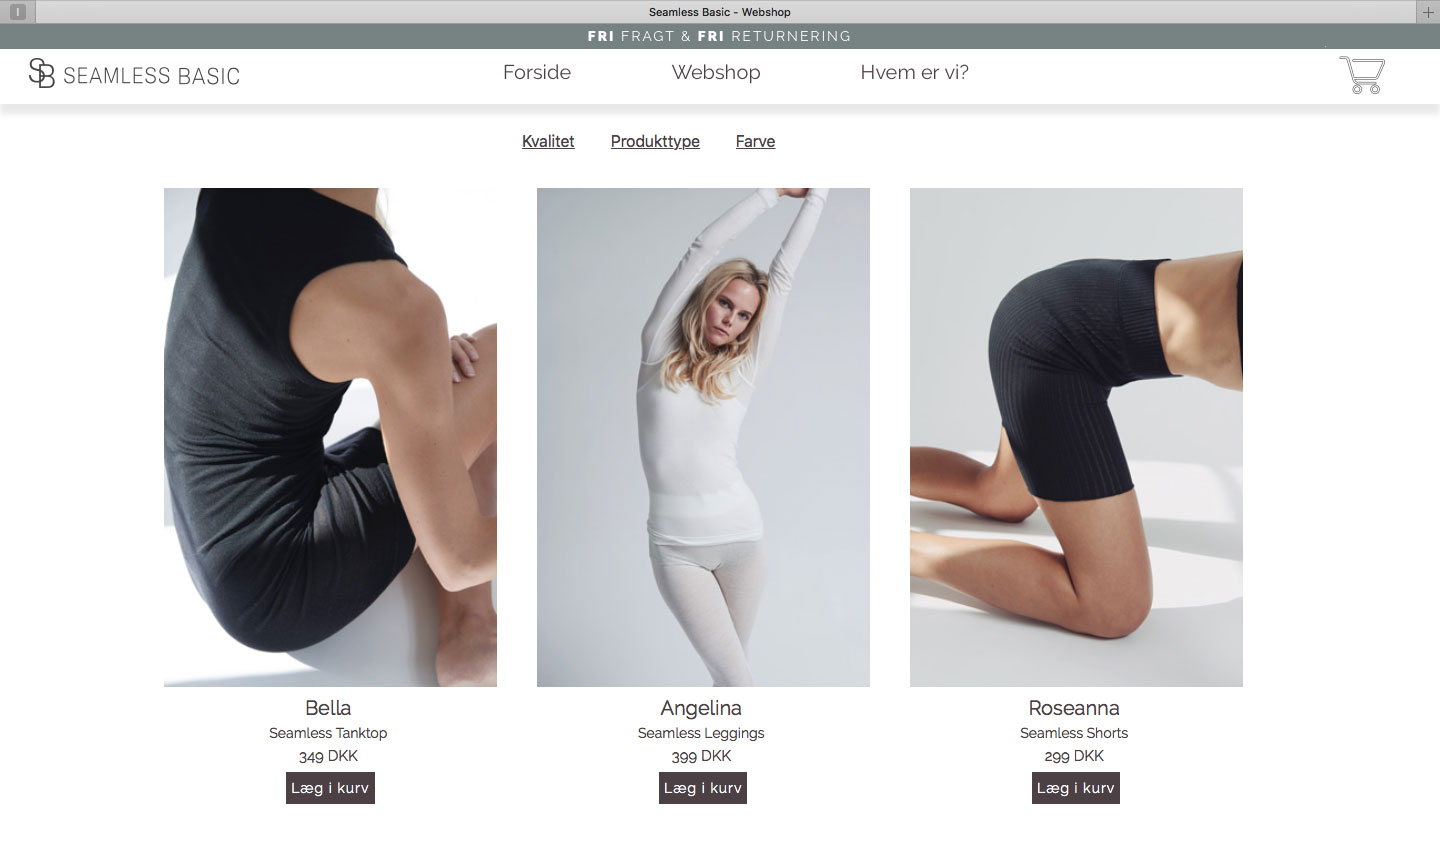 Seamless Basic - Webshop
FRI FRAGT & FRI RETURNERING
SB SEAMLESS BASIC
Forside
Webshop
Hvem er vi?
Kvalitet
Produkttype
Farve
Bella
Seamless Tanktop
349 DKK
Læg i kurv
Angelina
Seamless Leggings
399 DKK
Læg i kurv
Roseanna
Seamless Shorts
299 DKK
Læg i kurv